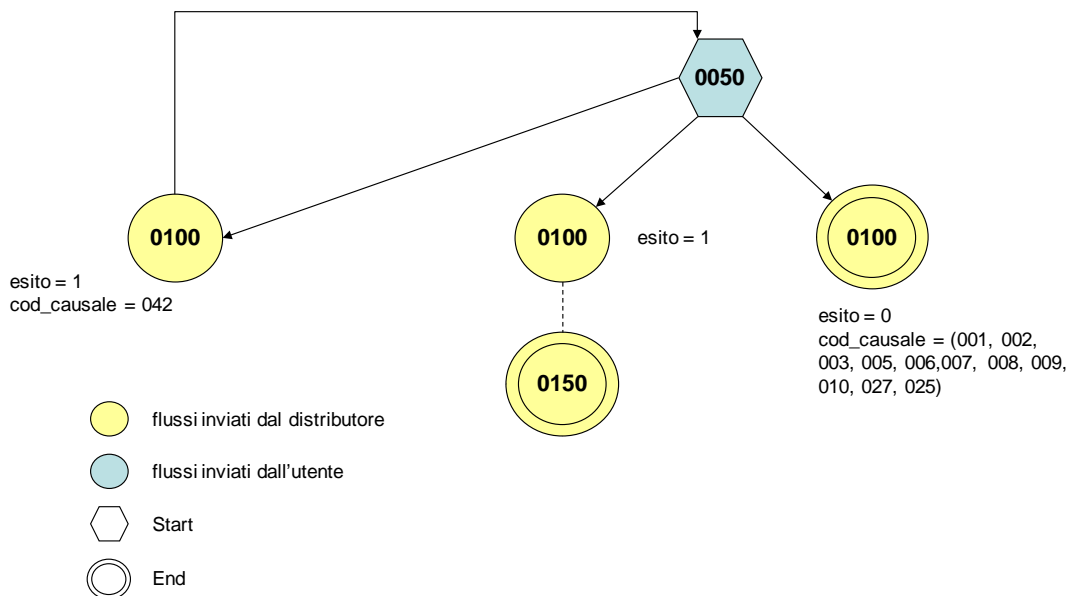 0050
0100
0100
esito = 1
0100
esito = 1
cod_causale = 042
esito = 0
cod_causale = (001, 002,
003, 005, 006,007, 008, 009,
010, 027, 025)
0150
flussi inviati dal distributore
flussi inviati dall'utente
Start
End